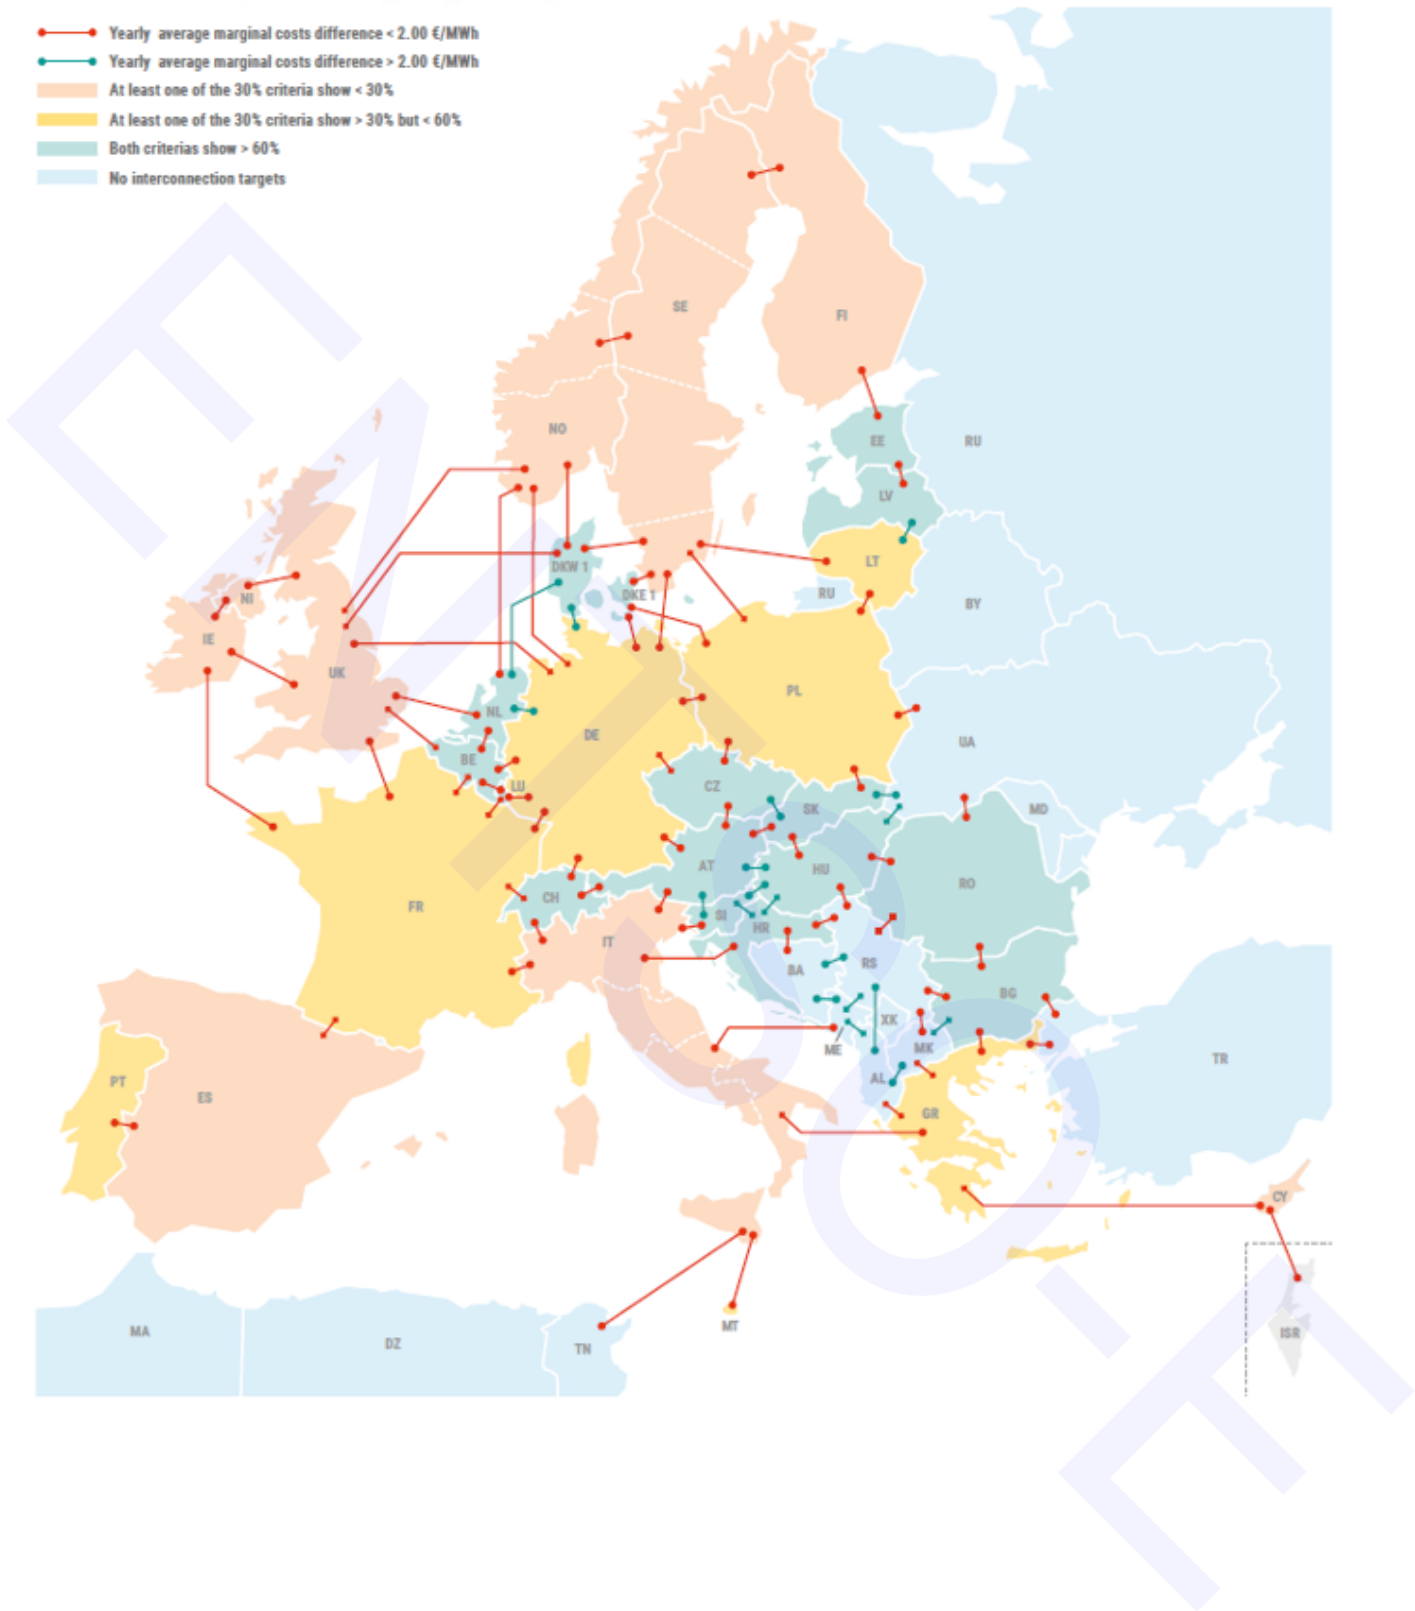 Yearly average marginal costs difference < 2.00 €/MWh
Yearly average marginal costs difference > 2.00 €/MWh
At least one of the 30% criteria show < 30%
At least one of the 30% criteria show > 30% but < 60%
Both criterias show > 60%
No interconnection targets
SE
FI
NO
EE
RU
LV
DKW 1
LT
DKE 1
RU
NI
BY
IE
UK
PL
NL
DE
UA
BE
LU
CZ
SK
MD
AT
HU
CH
RO
FR
SI
HR
IT
BA
RS
BG
XK
ME
MK
TR
AL
PT
ES
GR
CY
MT
MA
DZ
TN
ISR